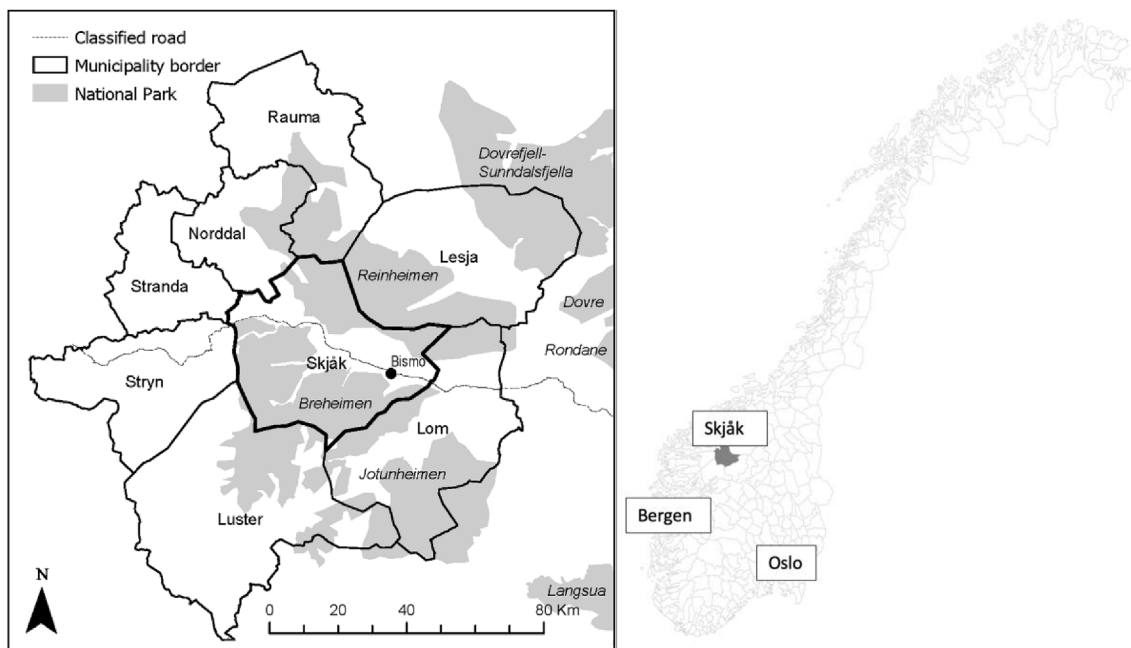 Classified road
Municipality border
National Park
Rauma
Dovrefjell-
Sunndalsfjella
Norddal
Lesja
Stranda
Reinheimen
Dovre
Rondane
Skjåk
Bismo
Stryn
Breheimen
Lom
Jotunheimen
Luster
Langsua
N
0 20 40 80 Km
Skjåk
Bergen
Oslo